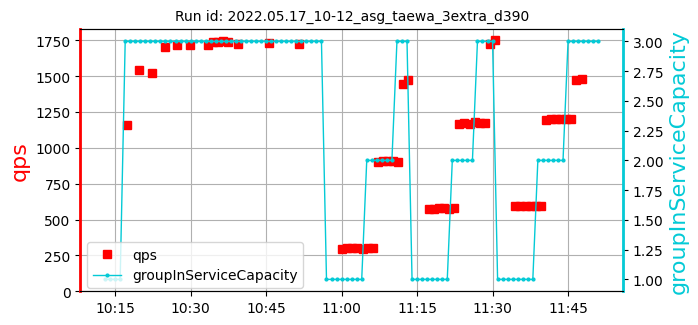 Run id: 2022.05.17_10-12_asg_taewa_3extra_d390
qps
1750
1500
1250
1000
750
500
250
0
3.00
2.75
2.50
2.25
2.00
1.75
1.50
1.25
1.00
groupInServiceCapacity
qps
groupInServiceCapacity
10:15 10:30 10:45 11:00 11:15 11:30 11:45